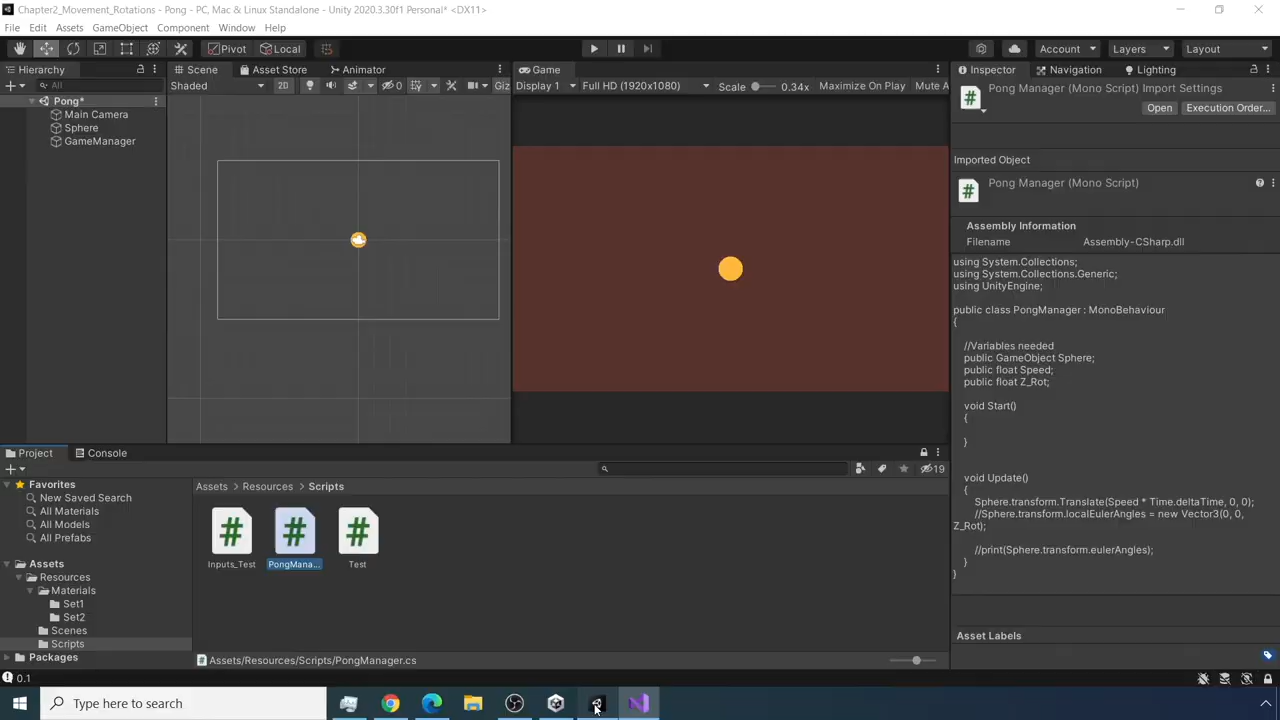 Chapter2_Movement_Rotations - Pong - PC, Mac & Linux Standalone - Unity 2020.3.30f1 Personal* <DX11>
File Edit Assets GameObject Component Window Help
Pivot Local Account Layers Layout
Hierarchy Scene Asset Store Animator Game Inspector Navigation Lighting
All Shaded 2D 0 Giz Display 1 Full HD (1920x1080) Scale 0.34x Maximize On Play Mute A
Pong*
Main Camera
Sphere
GameManager
Pong Manager (Mono Script) Import Settings
Open Execution Order...
Imported Object
Pong Manager (Mono Script)
Assembly Information
Filename Assembly-CSharp.dll
using System.Collections;
using System.Collections.Generic;
using UnityEngine;
public class PongManager : MonoBehaviour
{
//Variables needed
public GameObject Sphere;
public float Speed;
public float Z_Rot;
void Start()
{
}
void Update()
{
Sphere.transform.Translate(Speed * Time.deltaTime, 0, 0);
//Sphere.transform.localEulerAngles = new Vector3(0, 0,
Z_Rot);
//print(Sphere.transform.eulerAngles);
}
}
Asset Labels
Project Console
19
Favorites
New Saved Search
All Materials
All Models
All Prefabs
Assets
Resources
Materials
Set1
Set2
Scenes
Scripts
Packages
Assets Resources Scripts
# # #
Inputs_Test PongMana... Test
Assets/Resources/Scripts/PongManager.cs
0.1
Type here to search